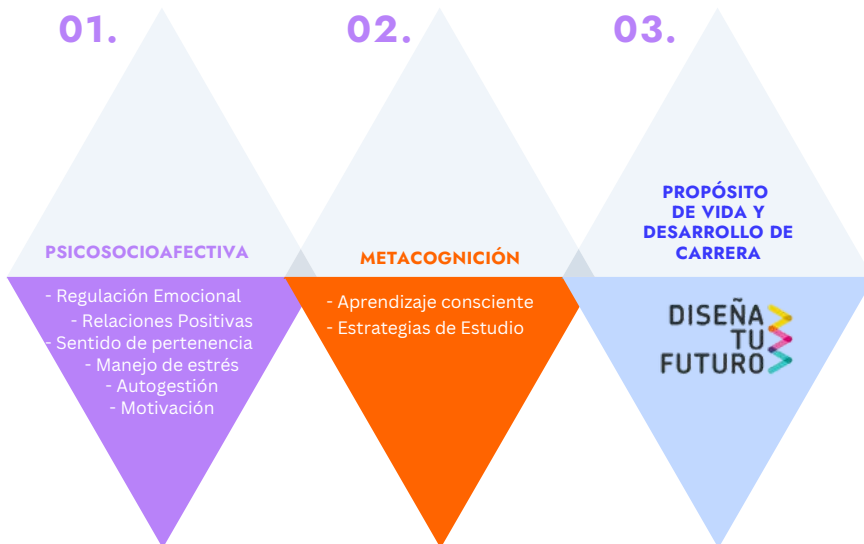 01.
PSICOSOCIOAFECTIVA
- Regulación Emocional
- Relaciones Positivas
- Sentido de pertenencia
- Manejo de estrés
- Autogestión
- Motivación
02.
METACOGNICIÓN
- Aprendizaje consciente
- Estrategias de Estudio
03.
PROPÓSITO
DE VIDA Y
DESARROLLO DE
CARRERA
DISEÑA
TU
FUTURO